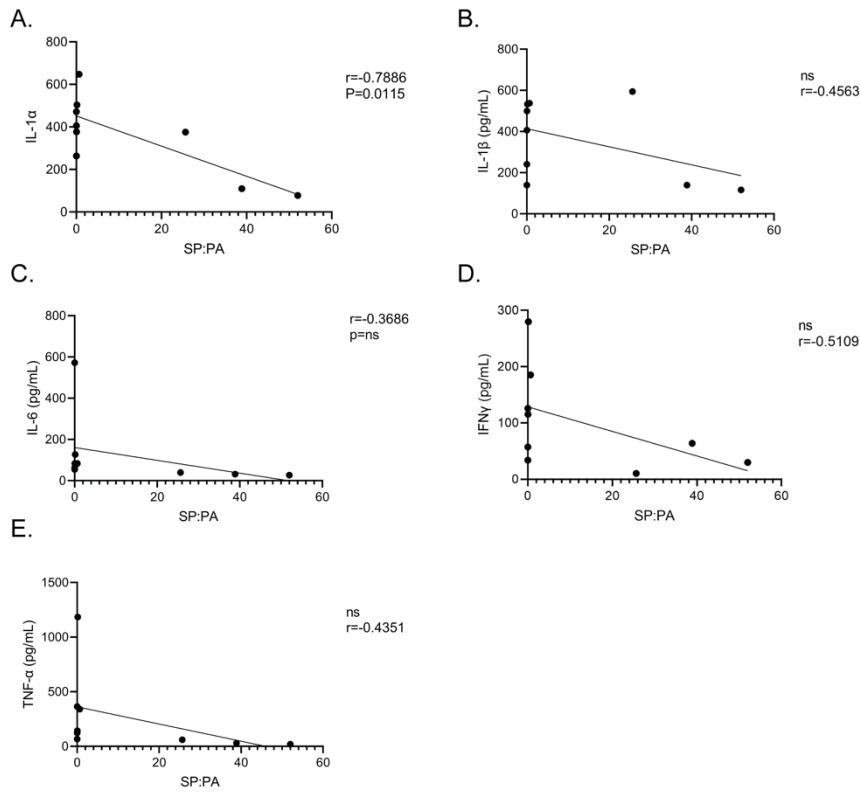 A.
800
600
400
200
0
IL-1α
0 20 40 60
SP:PA
r=-0.7886
P=0.0115
B.
800
600
400
200
0
IL-1β (pg/mL)
0 20 40 60
SP:PA
ns
r=-0.4563
C.
800
600
400
200
0
IL-6 (pg/mL)
0 20 40 60
SP:PA
r=-0.3686
p=ns
D.
300
200
100
0
IFNγ (pg/mL)
0 20 40 60
SP:PA
ns
r=-0.5109
E.
1500
1000
500
0
TNF-α (pg/mL)
0 20 40 60
SP:PA
ns
r=-0.4351